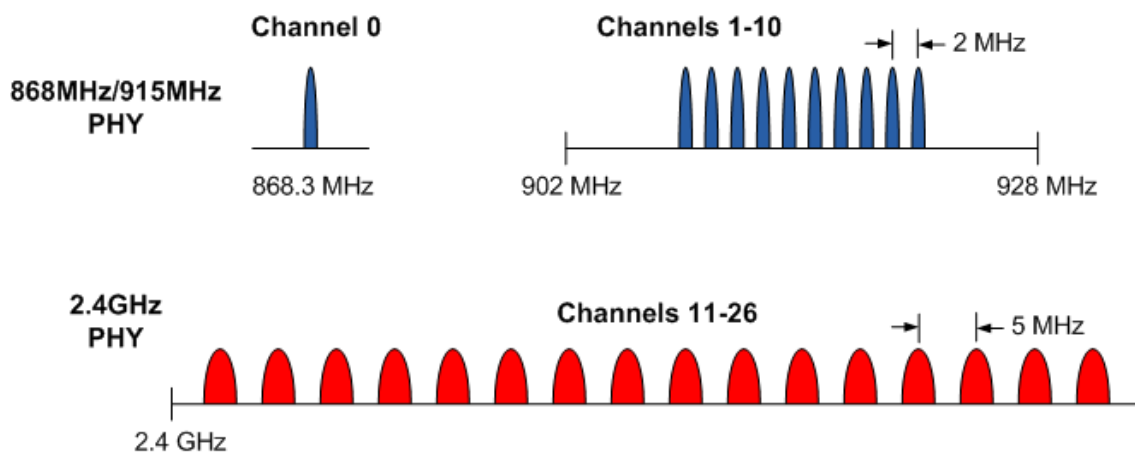 Channel 0
Channels 1-10
2 MHz
868MHz/915MHz
PHY
868.3 MHz
902 MHz
928 MHz
2.4GHz
PHY
Channels 11-26
5 MHz
2.4 GHz